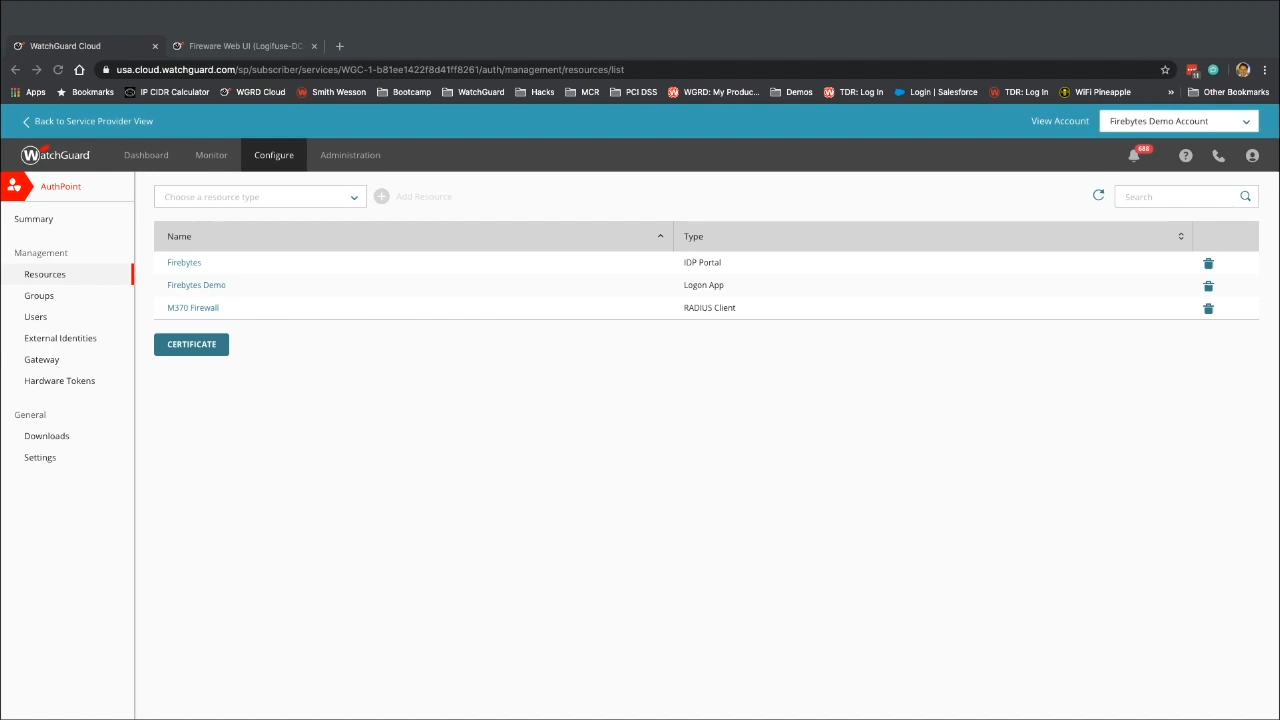 WatchGuard Cloud
Fireware Web UI (Logifuse-DC
usa.cloud.watchguard.com/sp/subscriber/services/WGC-1-b81ee1422f8d41ff8261/auth/management/resources/list
11
Apps Bookmarks IP CIDR Calculator WGRD Cloud Smith Wesson Bootcamp WatchGuard Hacks MCR PCI DSS WGRD: My Produc... Demos TDR: Log In Login | Salesforce TDR: Log In WiFi Pineapple » Other Bookmarks
Back to Service Provider View View Account Firebytes Demo Account
WatchGuard Dashboard Monitor Configure Administration 688
AuthPoint
Summary
Management
Resources
Groups
Users
External Identities
Gateway
Hardware Tokens
General
Downloads
Settings
Choose a resource type Add Resource Search
Name Type
Firebytes IDP Portal
Firebytes Demo Logon App
M370 Firewall RADIUS Client
CERTIFICATE